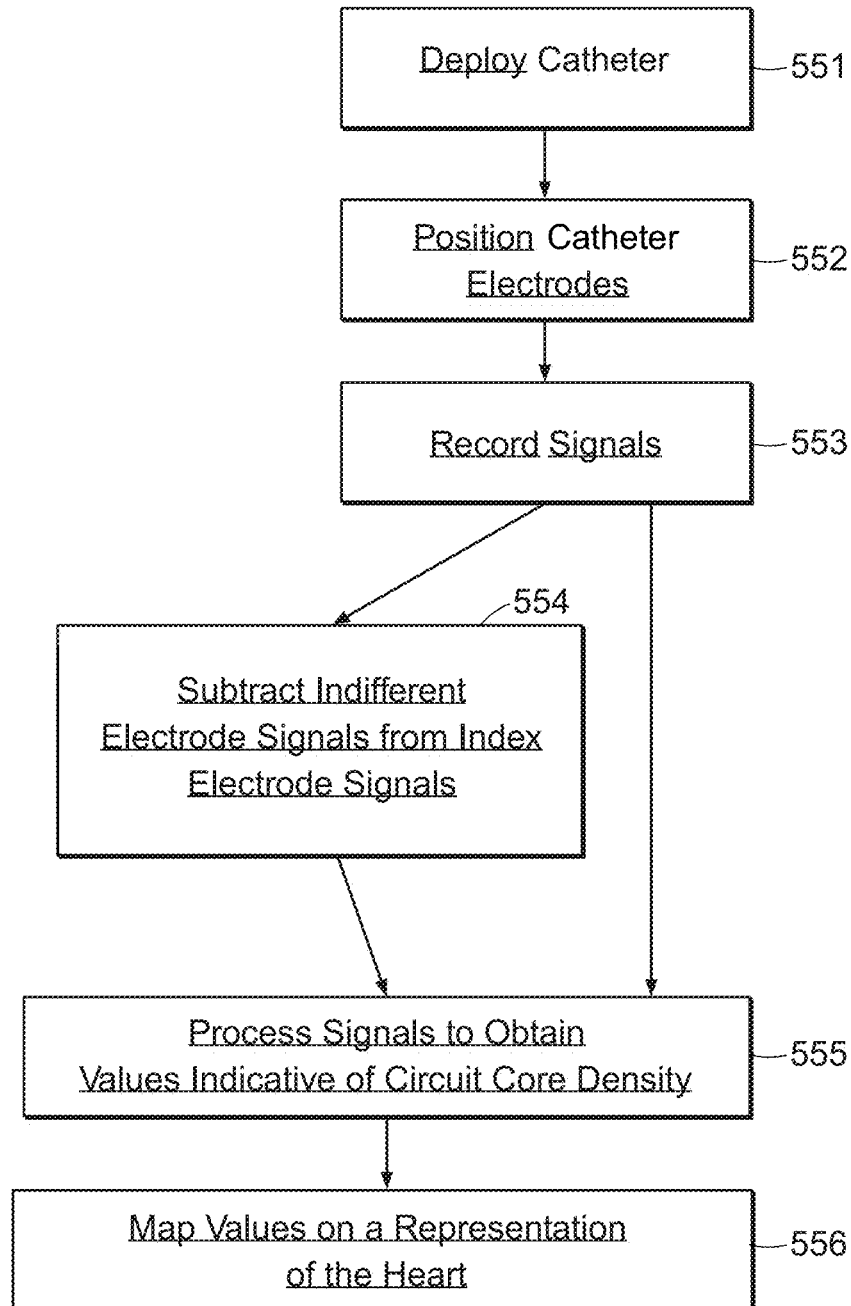 Deploy Catheter
551
Position Catheter
Electrodes
552
Record Signals
553
554
Subtract Indifferent
Electrode Signals from Index
Electrode Signals
Process Signals to Obtain
Values Indicative of Circuit Core Density
555
Map Values on a Representation
of the Heart
556